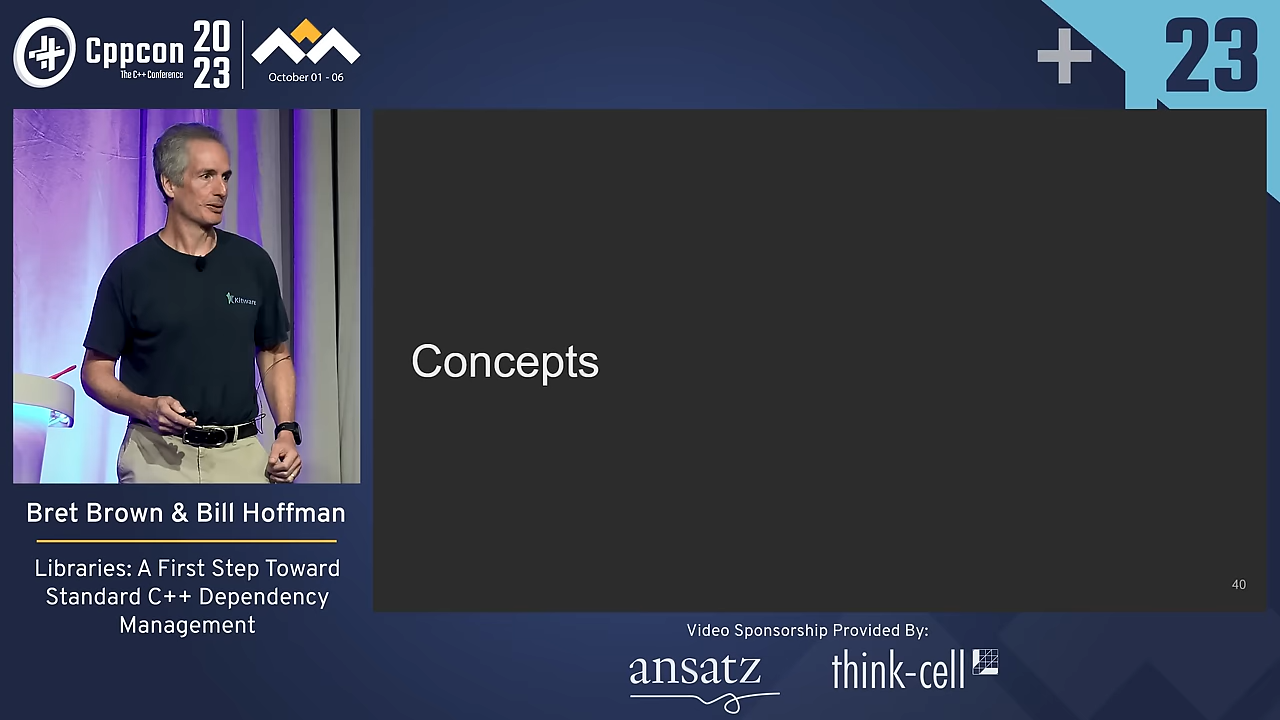 Cppcon
The C++ Conference
20
23
October 01 - 06
23
Kitware
Concepts
40
Bret Brown & Bill Hoffman
Libraries: A First Step Toward
Standard C++ Dependency
Management
Video Sponsorship Provided By:
ansatz
think-cell